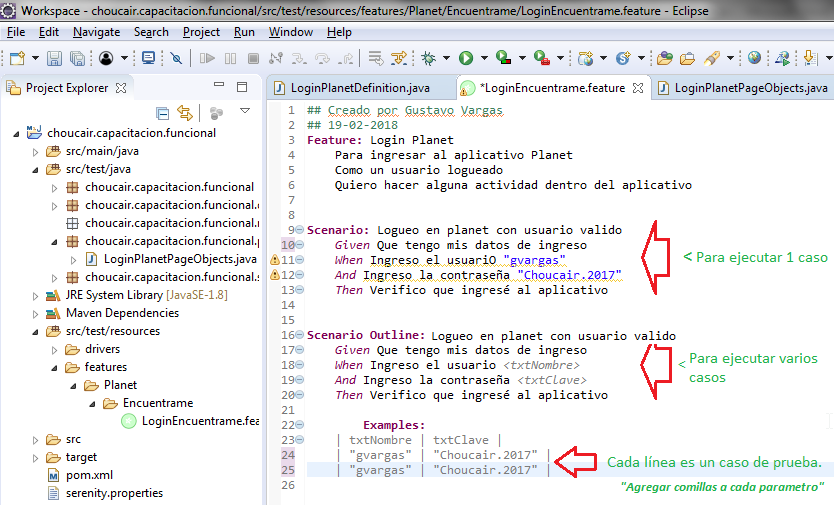 Workspace - choucair.capacitacion.funcional/src/test/resources/features/Planet/Encuentrame/LoginEncuentrame.feature - Eclipse
File Edit Navigate Search Project Run Window Help
Project Explorer
choucair.capacitacion.funcional
src/main/java
src/test/java
choucair.capacitacion.funcional
choucair.capacitacion.funcional.
choucair.capacitacion.funcional.
choucair.capacitacion.funcional.p
LoginPlanetPageObjects.java
choucair.capacitacion.funcional.s
JRE System Library [JavaSE-1.8]
Maven Dependencies
src/test/resources
drivers
features
Planet
Encuentrame
LoginEncuentrame.fea
src
target
pom.xml
serenity.properties
LoginPlanetDefinition.java
*LoginEncuentrame.feature
LoginPlanetPageObjects.java
1 ## Creado por Gustavo Vargas
2 ## 19-02-2018
3 Feature: Login Planet
4 Para ingresar al aplicativo Planet
5 Como un usuario logueado
6 Quiero hacer alguna actividad dentro del aplicativo
7
8
9 Scenario: Logueo en planet con usuario valido
10 Given Que tengo mis datos de ingreso
11 When Ingreso el usuariO "gvargas"
12 And Ingreso la contraseña "Choucair.2017"
13 Then Verifico que ingresé al aplicativo
14
15
16 Scenario Outline: Logueo en planet con usuario valido
17 Given Que tengo mis datos de ingreso
18 When Ingreso el usuario <txtNombre>
19 And Ingreso la contraseña <txtClave>
20 Then Verifico que ingresé al aplicativo
21
22 Examples:
23 | txtNombre | txtClave |
24 | "gvargas" | "Choucair.2017" |
25 | "gvargas" | "Choucair.2017" |
26
< Para ejecutar 1 caso
< Para ejecutar varios
casos
Cada línea es un caso de prueba.
"Agregar comillas a cada parametro"